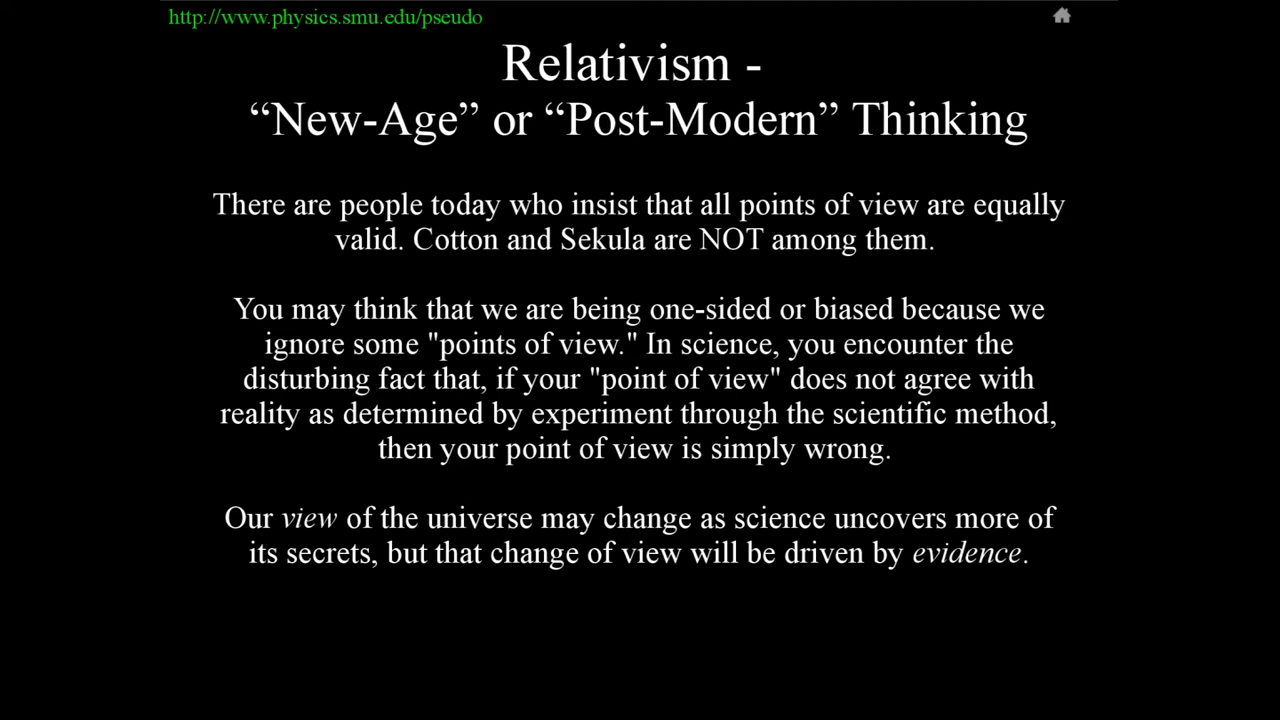 http://www.physics.smu.edu/pseudo
Relativism -
“New-Age” or “Post-Modern” Thinking
There are people today who insist that all points of view are equally
valid. Cotton and Sekula are NOT among them.
You may think that we are being one-sided or biased because we
ignore some "points of view." In science, you encounter the
disturbing fact that, if your "point of view" does not agree with
reality as determined by experiment through the scientific method,
then your point of view is simply wrong.
Our view of the universe may change as science uncovers more of
its secrets, but that change of view will be driven by evidence.